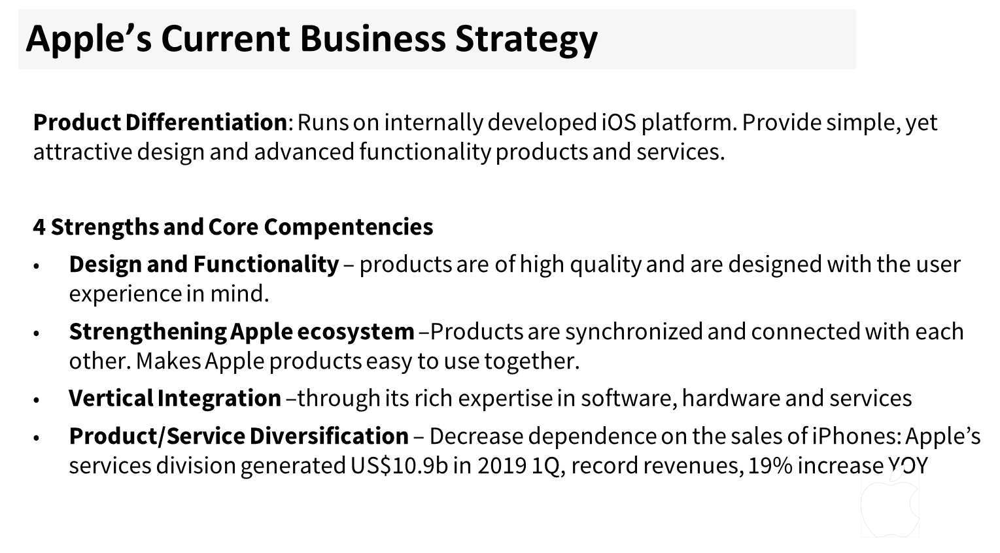 Apple’s Current Business Strategy
Product Differentiation: Runs on internally developed iOS platform. Provide simple, yet
attractive design and advanced functionality products and services.
4 Strengths and Core Compentencies
• Design and Functionality – products are of high quality and are designed with the user
experience in mind.
• Strengthening Apple ecosystem –Products are synchronized and connected with each
other. Makes Apple products easy to use together.
• Vertical Integration –through its rich expertise in software, hardware and services
• Product/Service Diversification – Decrease dependence on the sales of iPhones: Apple’s
services division generated US$10.9b in 2019 1Q, record revenues, 19% increase YOY